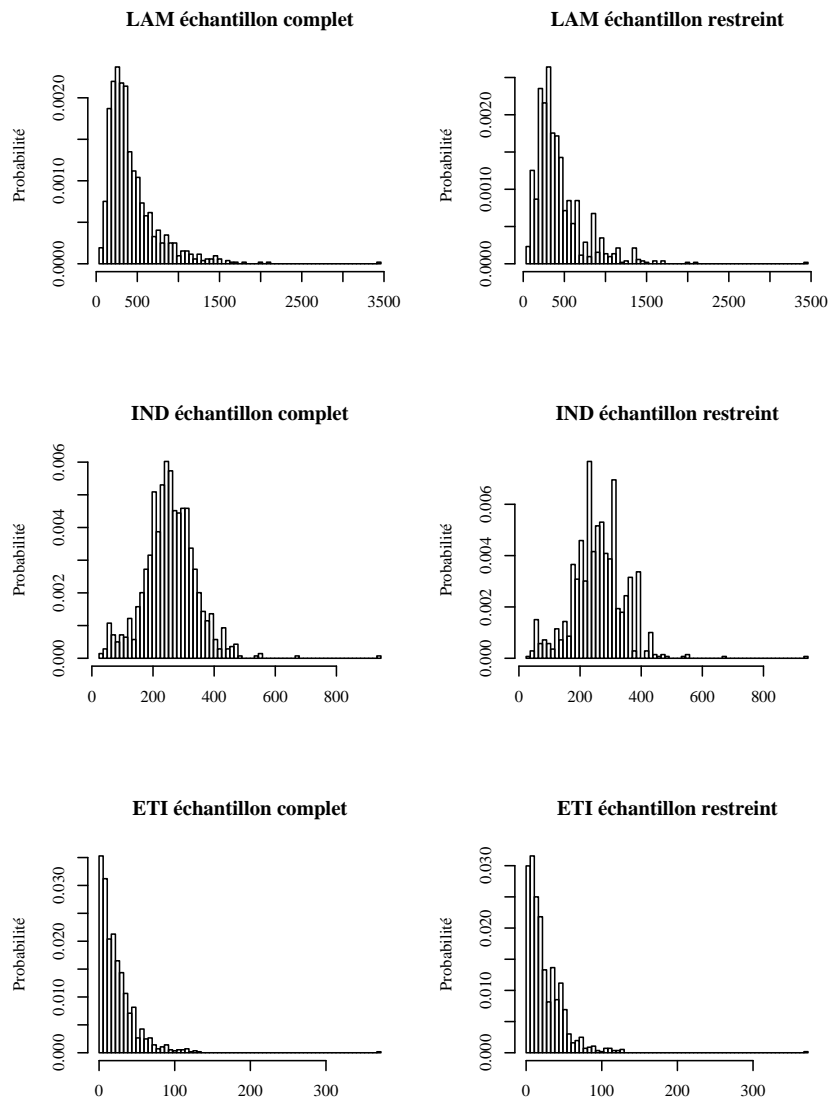 LAM échantillon complet
Probabilité
0.0000 0.0010 0.0020
0 500 1500 2500 3500
LAM échantillon restreint
Probabilité
0.0000 0.0010 0.0020
0 500 1500 2500 3500
IND échantillon complet
Probabilité
0.000 0.002 0.004 0.006
0 200 400 600 800
IND échantillon restreint
Probabilité
0.000 0.002 0.004 0.006
0 200 400 600 800
ETI échantillon complet
Probabilité
0.000 0.010 0.020 0.030
0 100 200 300
ETI échantillon restreint
Probabilité
0.000 0.010 0.020 0.030
0 100 200 300